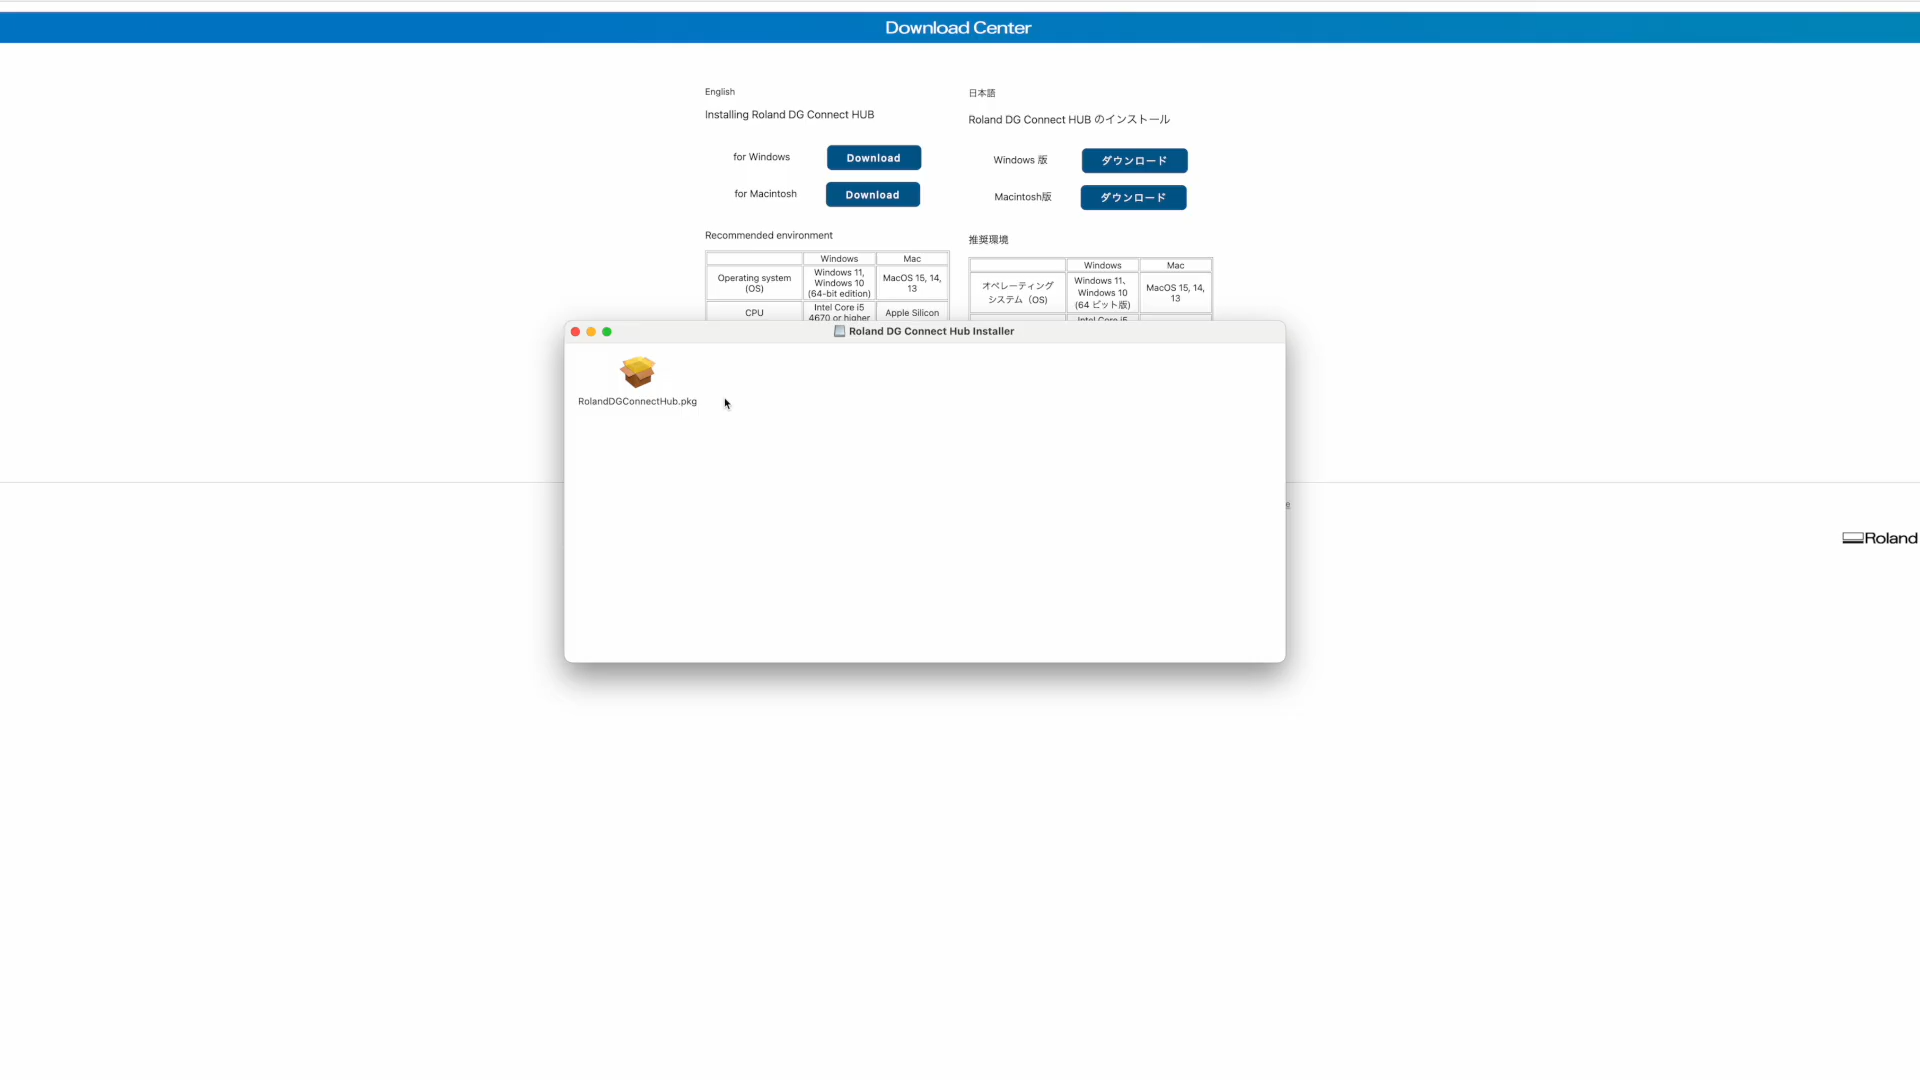 Download Center
English
Installing Roland DG Connect HUB
for Windows
Download
for Macintosh
Download
Recommended environment
Windows
Mac
Operating system
(OS)
Windows 11,
Windows 10
(64-bit edition)
MacOS 15, 14,
13
CPU
Intel Core i5
4670 or higher
Apple Silicon
日本語
Roland DG Connect HUB のインストール
Windows 版
ダウンロード
Macintosh版
ダウンロード
推奨環境
Windows
Mac
オペレーティング
システム（OS)
Windows 11、
Windows 10
(64 ビット版)
MacOS 15, 14,
13
Intel Core i5
Roland DG Connect Hub Installer
RolandDGConnectHub.pkg
Roland